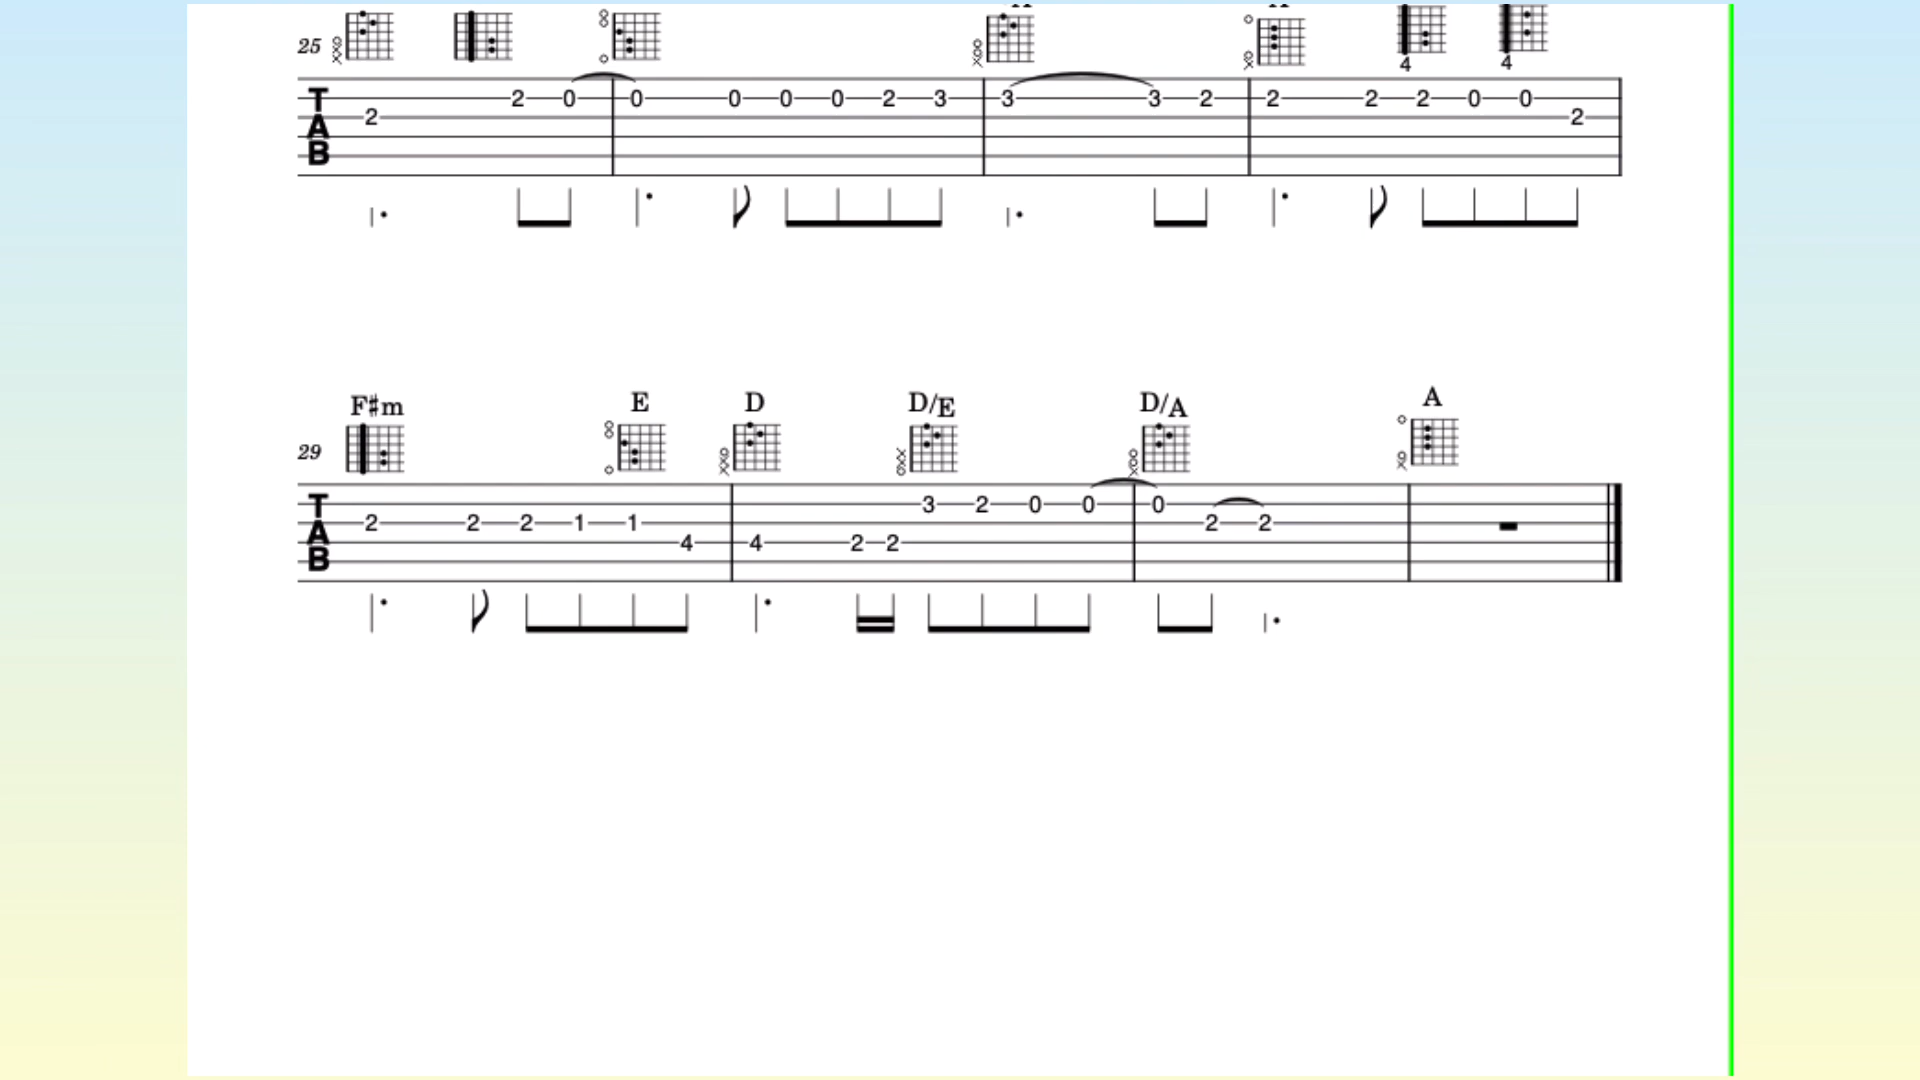 25
4 4
T 2 2 0 0 0 0 0 2 3 3 3 2 2 2 2 0 0 2
A
B
F♯m E D D/E D/A A
29
T 2 2 2 1 1 4 4 2 2 3 2 0 0 0 2 2
A
B